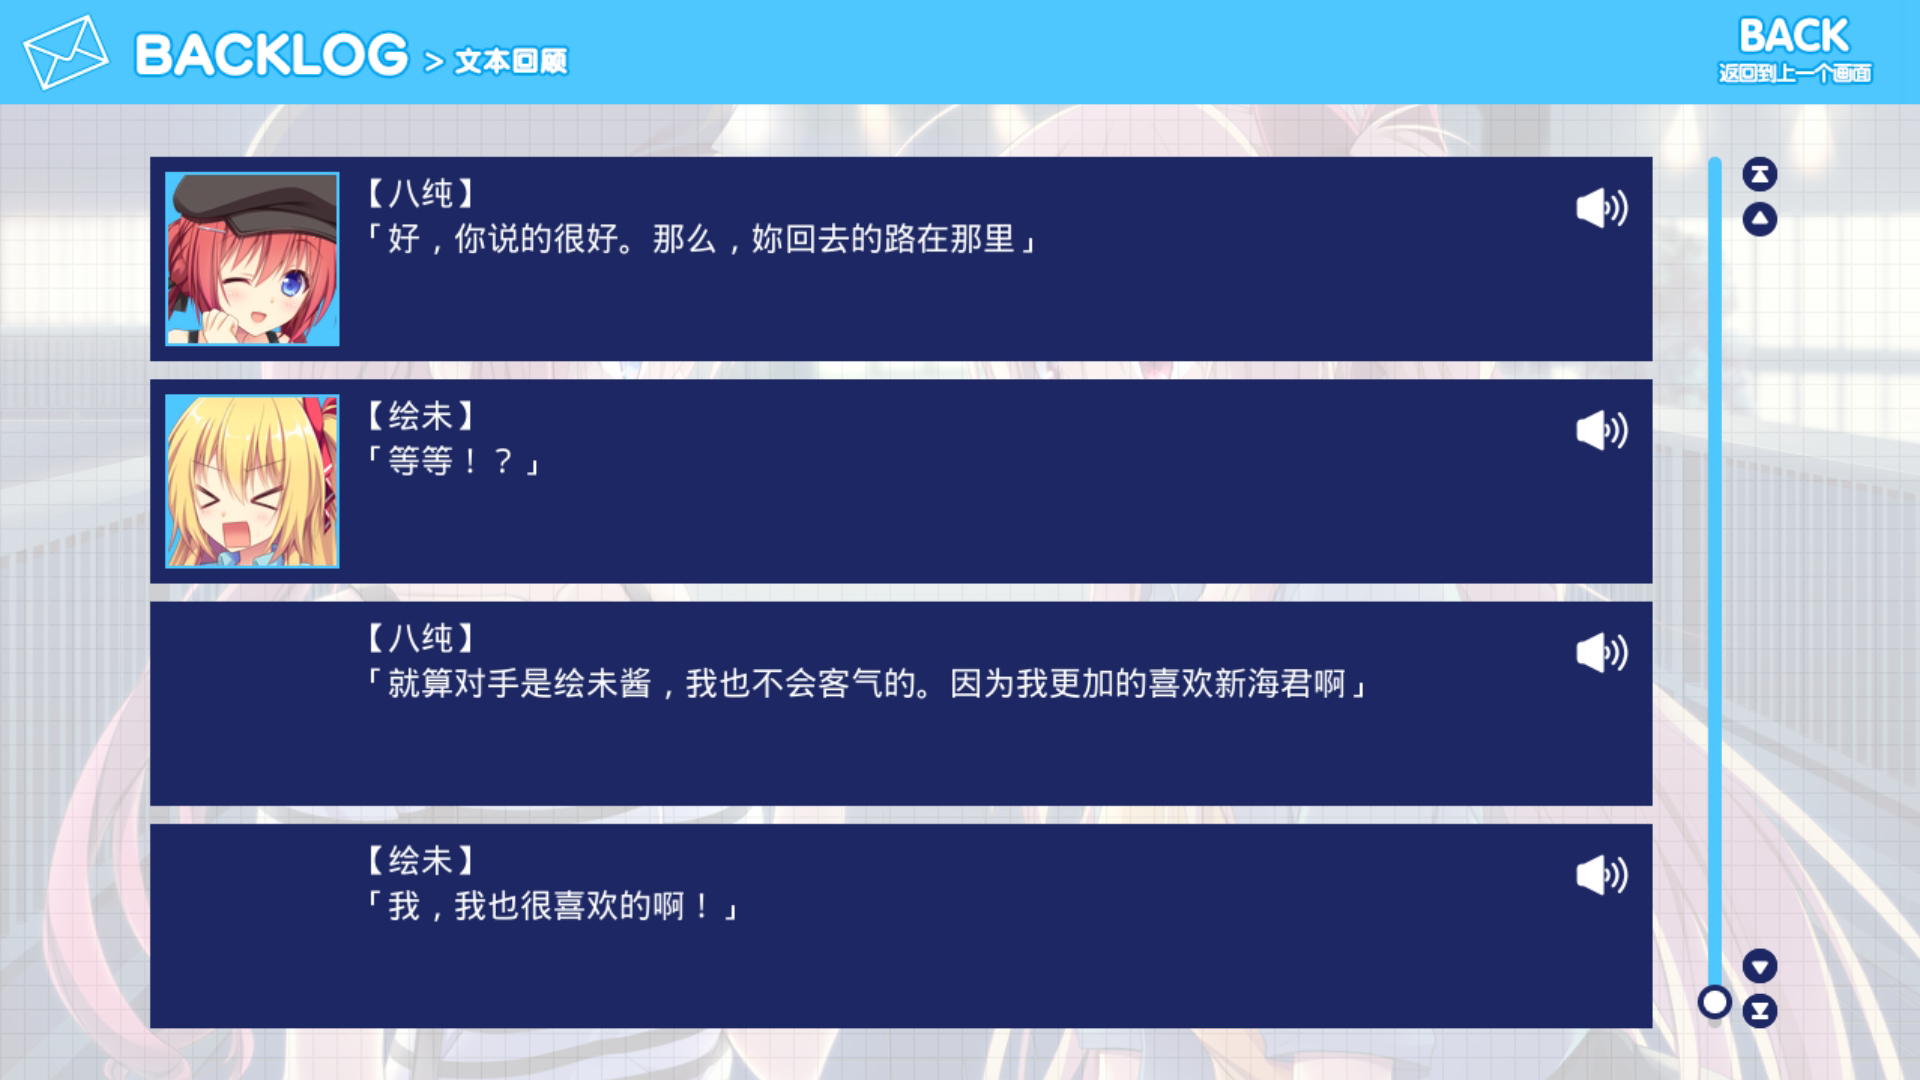 BACKLOG > 文本回顾
BACK
返回到上一个画面
【八纯】
「好，你说的很好。那么，妳回去的路在那里」
【绘未】
「等等！？」
【八纯】
「就算对手是绘未酱，我也不会客气的。因为我更加的喜欢新海君啊」
【绘未】
「我，我也很喜欢的啊！」